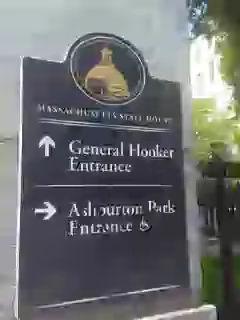 MASSACHUSETTS STATE HOUSE
General Hooker
Entrance
Ashburton Park
Entrance